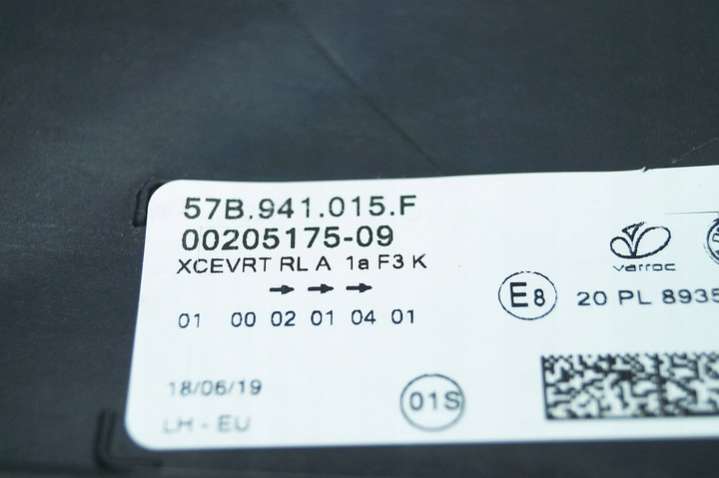 57B.941.015.F
00205175-09
XCEVRT RL A 1a F3 K
varroc
E8
20 PL 8935
01 00 02 01 04 01
18/06/19
01S
LH - EU